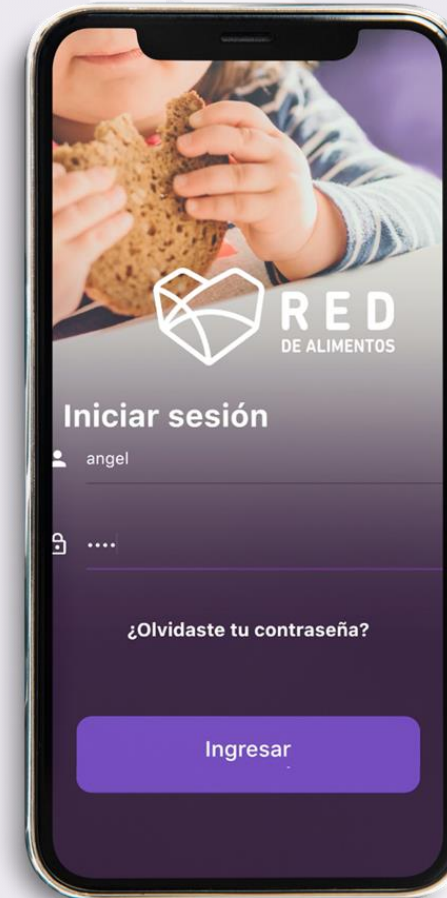 RED
DE ALIMENTOS
Iniciar sesión
angel
••••
¿Olvidaste tu contraseña?
Ingresar